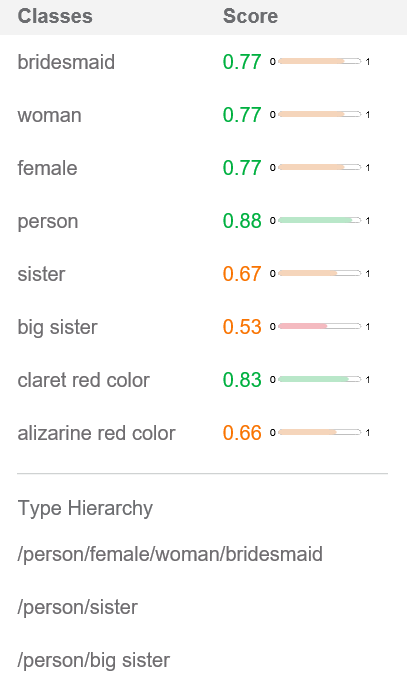 Classes Score
bridesmaid 0.77 0 1
woman 0.77 0 1
female 0.77 0 1
person 0.88 0 1
sister 0.67 0 1
big sister 0.53 0 1
claret red color 0.83 0 1
alizarine red color 0.66 0 1
Type Hierarchy
/person/female/woman/bridesmaid
/person/sister
/person/big sister